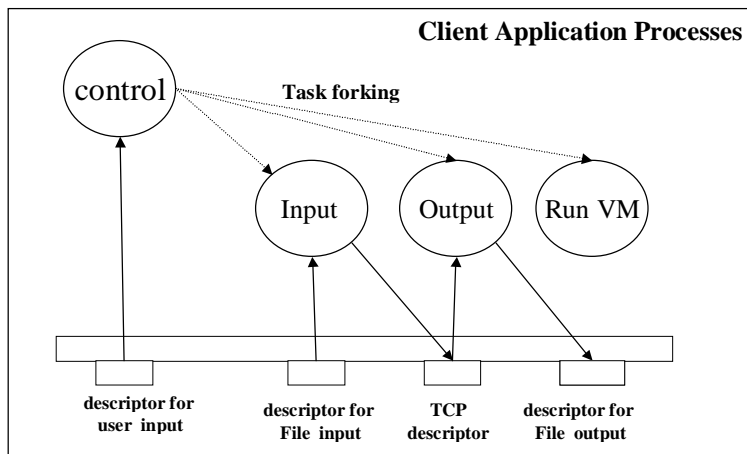 Client Application Processes
control
Task forking
Input
Output
Run VM
descriptor for
user input
descriptor for
File input
TCP
descriptor
descriptor for
File output